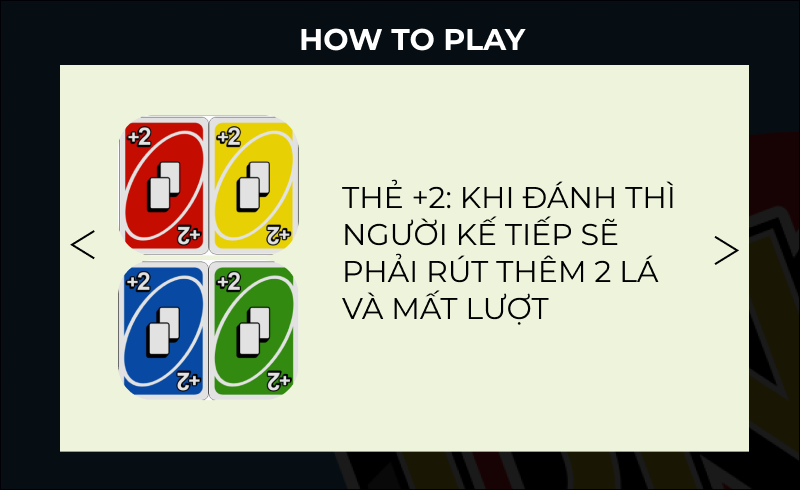 HOW TO PLAY
+2
+2
+2
+2
<
THẺ +2: KHI ĐÁNH THÌ
NGƯỜI KẾ TIẾP SẼ
PHẢI RÚT THÊM 2 LÁ
VÀ MẤT LƯỢT
>
+2
+2
+2
+2